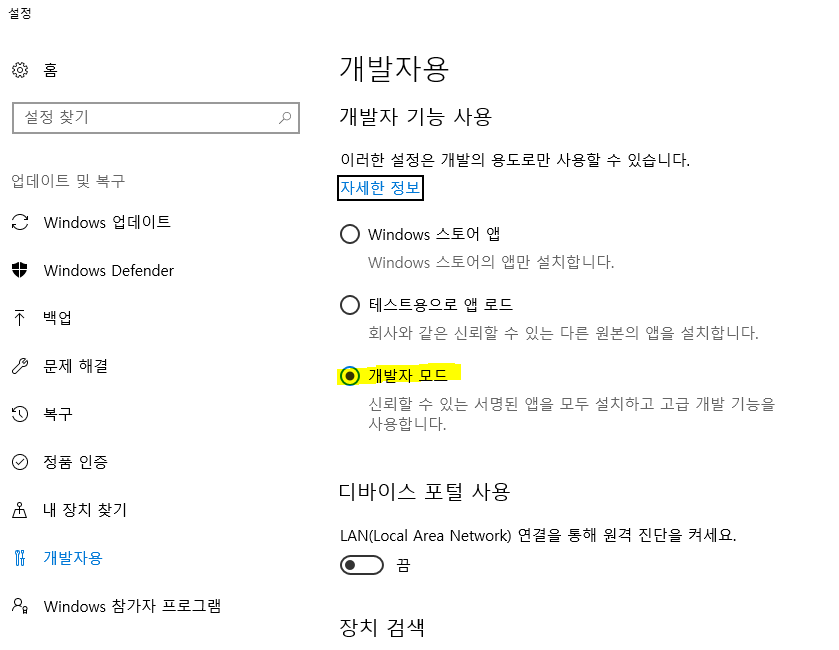 설정
홈
설정 찾기
업데이트 및 복구
Windows 업데이트
Windows Defender
백업
문제 해결
복구
정품 인증
내 장치 찾기
개발자용
Windows 참가자 프로그램
개발자용
개발자 기능 사용
이러한 설정은 개발의 용도로만 사용할 수 있습니다.
자세한 정보
Windows 스토어 앱
Windows 스토어의 앱만 설치합니다.
테스트용으로 앱 로드
회사와 같은 신뢰할 수 있는 다른 원본의 앱을 설치합니다.
개발자 모드
신뢰할 수 있는 서명된 앱을 모두 설치하고 고급 개발 기능을
사용합니다.
디바이스 포털 사용
LAN(Local Area Network) 연결을 통해 원격 진단을 켜세요.
끔
장치 검색